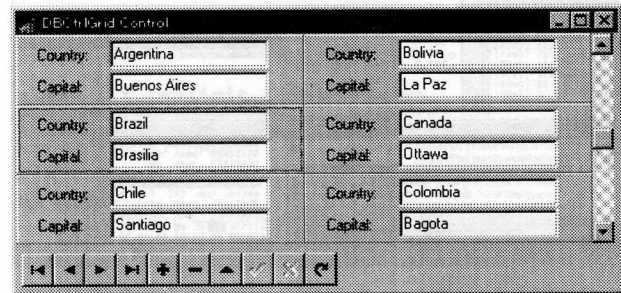 DBCtrlGrid Control
Country: Argentina Country: Bolivia
Capital: Buenos Aires Capital: La Paz
Country: Brazil Country: Canada
Capital: Brasilia Capital: Ottawa
Country: Chile Country: Colombia
Capital: Santiago Capital: Bagota